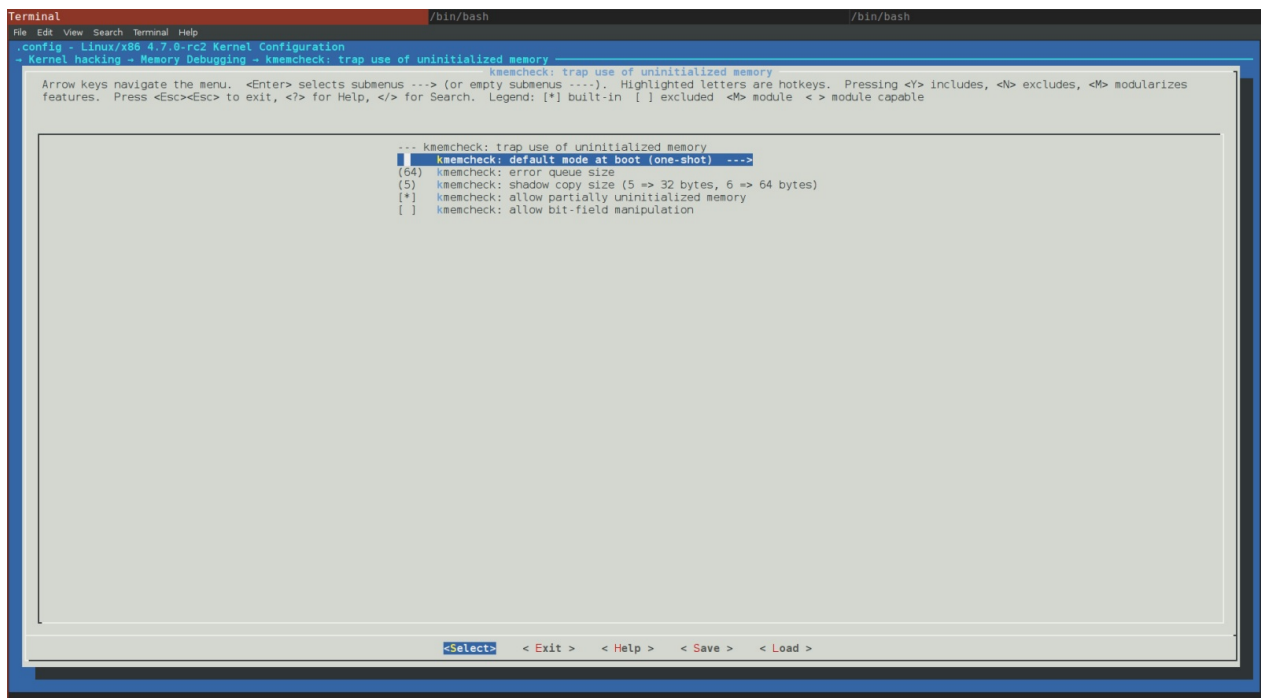 Terminal /bin/bash /bin/bash
File Edit View Search Terminal Help
.config - Linux/x86 4.7.0-rc2 Kernel Configuration
→ Kernel hacking → Memory Debugging → kmemcheck: trap use of uninitialized memory
kmemcheck: trap use of uninitialized memory
Arrow keys navigate the menu. <Enter> selects submenus ---> (or empty submenus ----). Highlighted letters are hotkeys. Pressing <Y> includes, <N> excludes, <M> modularizes
features. Press <Esc><Esc> to exit, <?> for Help, </> for Search. Legend: [*] built-in [ ] excluded <M> module < > module capable
--- kmemcheck: trap use of uninitialized memory
kmemcheck: default mode at boot (one-shot) --->
(64) kmemcheck: error queue size
(5) kmemcheck: shadow copy size (5 => 32 bytes, 6 => 64 bytes)
[*] kmemcheck: allow partially uninitialized memory
[ ] kmemcheck: allow bit-field manipulation
<Select> < Exit > < Help > < Save > < Load >